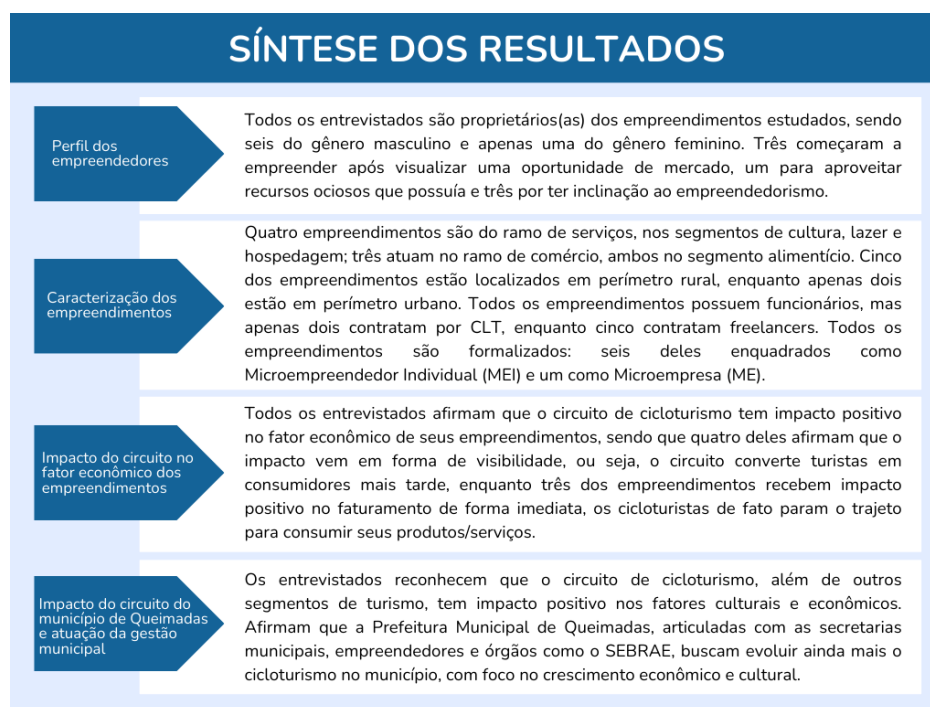 SÍNTESE DOS RESULTADOS
Perfil dos
empreendedores
Todos os entrevistados são proprietários(as) dos empreendimentos estudados, sendo
seis do gênero masculino e apenas uma do gênero feminino. Três começaram a
empreender após visualizar uma oportunidade de mercado, um para aproveitar
recursos ociosos que possuía e três por ter inclinação ao empreendedorismo.
Caracterização dos
empreendimentos
Quatro empreendimentos são do ramo de serviços, nos segmentos de cultura, lazer e
hospedagem; três atuam no ramo de comércio, ambos no segmento alimentício. Cinco
dos empreendimentos estão localizados em perímetro rural, enquanto apenas dois
estão em perímetro urbano. Todos os empreendimentos possuem funcionários, mas
apenas dois contratam por CLT, enquanto cinco contratam freelancers. Todos os
empreendimentos são formalizados: seis deles enquadrados como
Microempreendedor Individual (MEI) e um como Microempresa (ME).
Impacto do circuito no
fator econômico dos
empreendimentos
Todos os entrevistados afirmam que o circuito de cicloturismo tem impacto positivo
no fator econômico de seus empreendimentos, sendo que quatro deles afirmam que o
impacto vem em forma de visibilidade, ou seja, o circuito converte turistas em
consumidores mais tarde, enquanto três dos empreendimentos recebem impacto
positivo no faturamento de forma imediata, os cicloturistas de fato param o trajeto
para consumir seus produtos/serviços.
Impacto do circuito do
município de Queimadas
e atuação da gestão
municipal
Os entrevistados reconhecem que o circuito de cicloturismo, além de outros
segmentos de turismo, tem impacto positivo nos fatores culturais e econômicos.
Afirmam que a Prefeitura Municipal de Queimadas, articuladas com as secretarias
municipais, empreendedores e órgãos como o SEBRAE, buscam evoluir ainda mais o
cicloturismo no município, com foco no crescimento econômico e cultural.